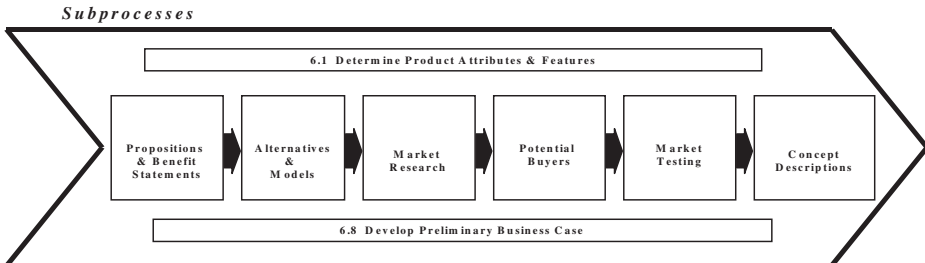 Subprocesses
6.1 Determine Product Attributes & Features
Propositions
& Benefit
Statements
Alternatives
&
Models
Market
Research
Potential
Buyers
Market
Testing
Concept
Descriptions
6.8 Develop Preliminary Business Case